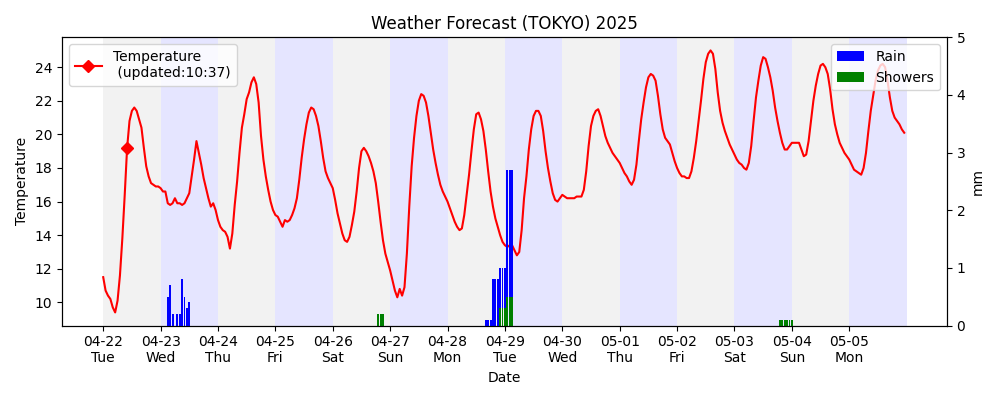 Weather Forecast (TOKYO) 2025
Temperature
(updated:10:37)
Rain
Showers
Temperature
24
22
20
18
16
14
12
10
5
4
3
2
1
0
mm
04-22 04-23 04-24 04-25 04-26 04-27 04-28 04-29 04-30 05-01 05-02 05-03 05-04 05-05
Tue Wed Thu Fri Sat Sun Mon Tue Wed Thu Fri Sat Sun Mon
Date